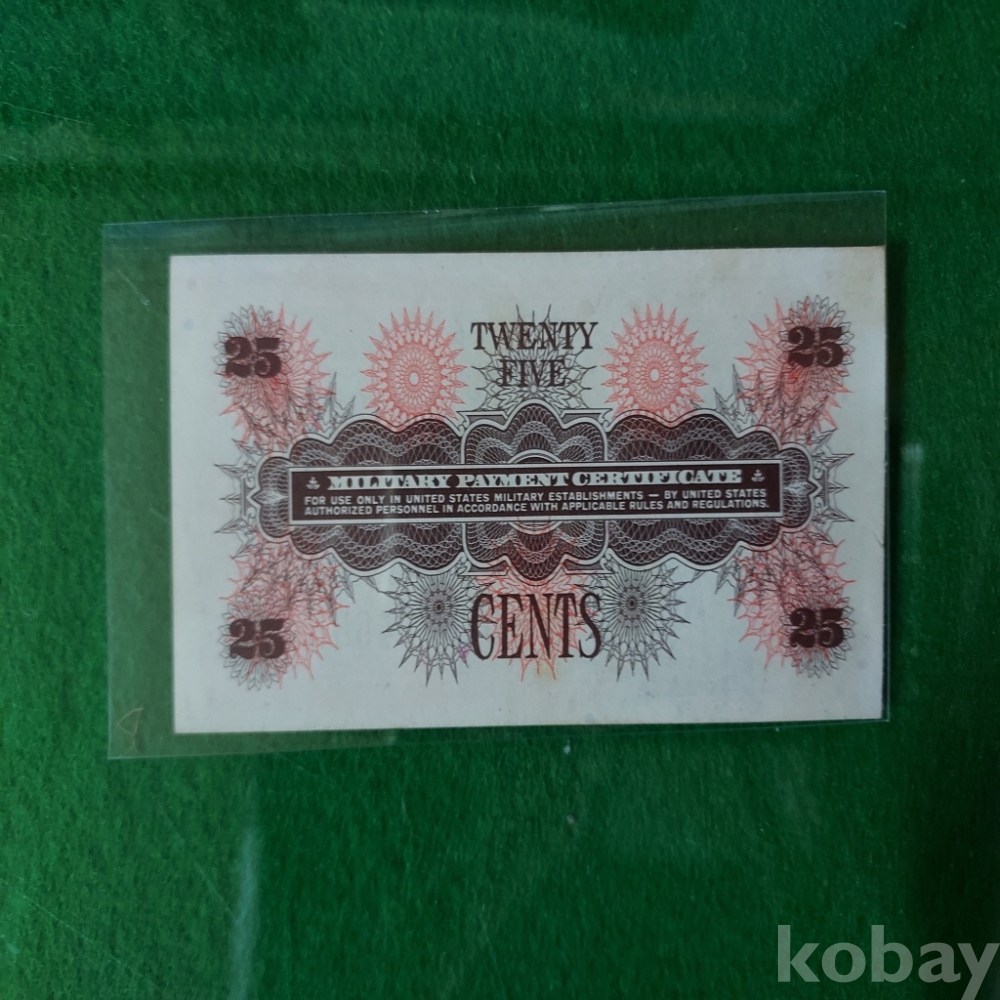 25
TWENTY
FIVE
25
MILITARY PAYMENT CERTIFICATE
FOR USE ONLY IN UNITED STATES MILITARY ESTABLISHMENTS — BY UNITED STATES
AUTHORIZED PERSONNEL IN ACCORDANCE WITH APPLICABLE RULES AND REGULATIONS.
25
CENTS
25
kobay